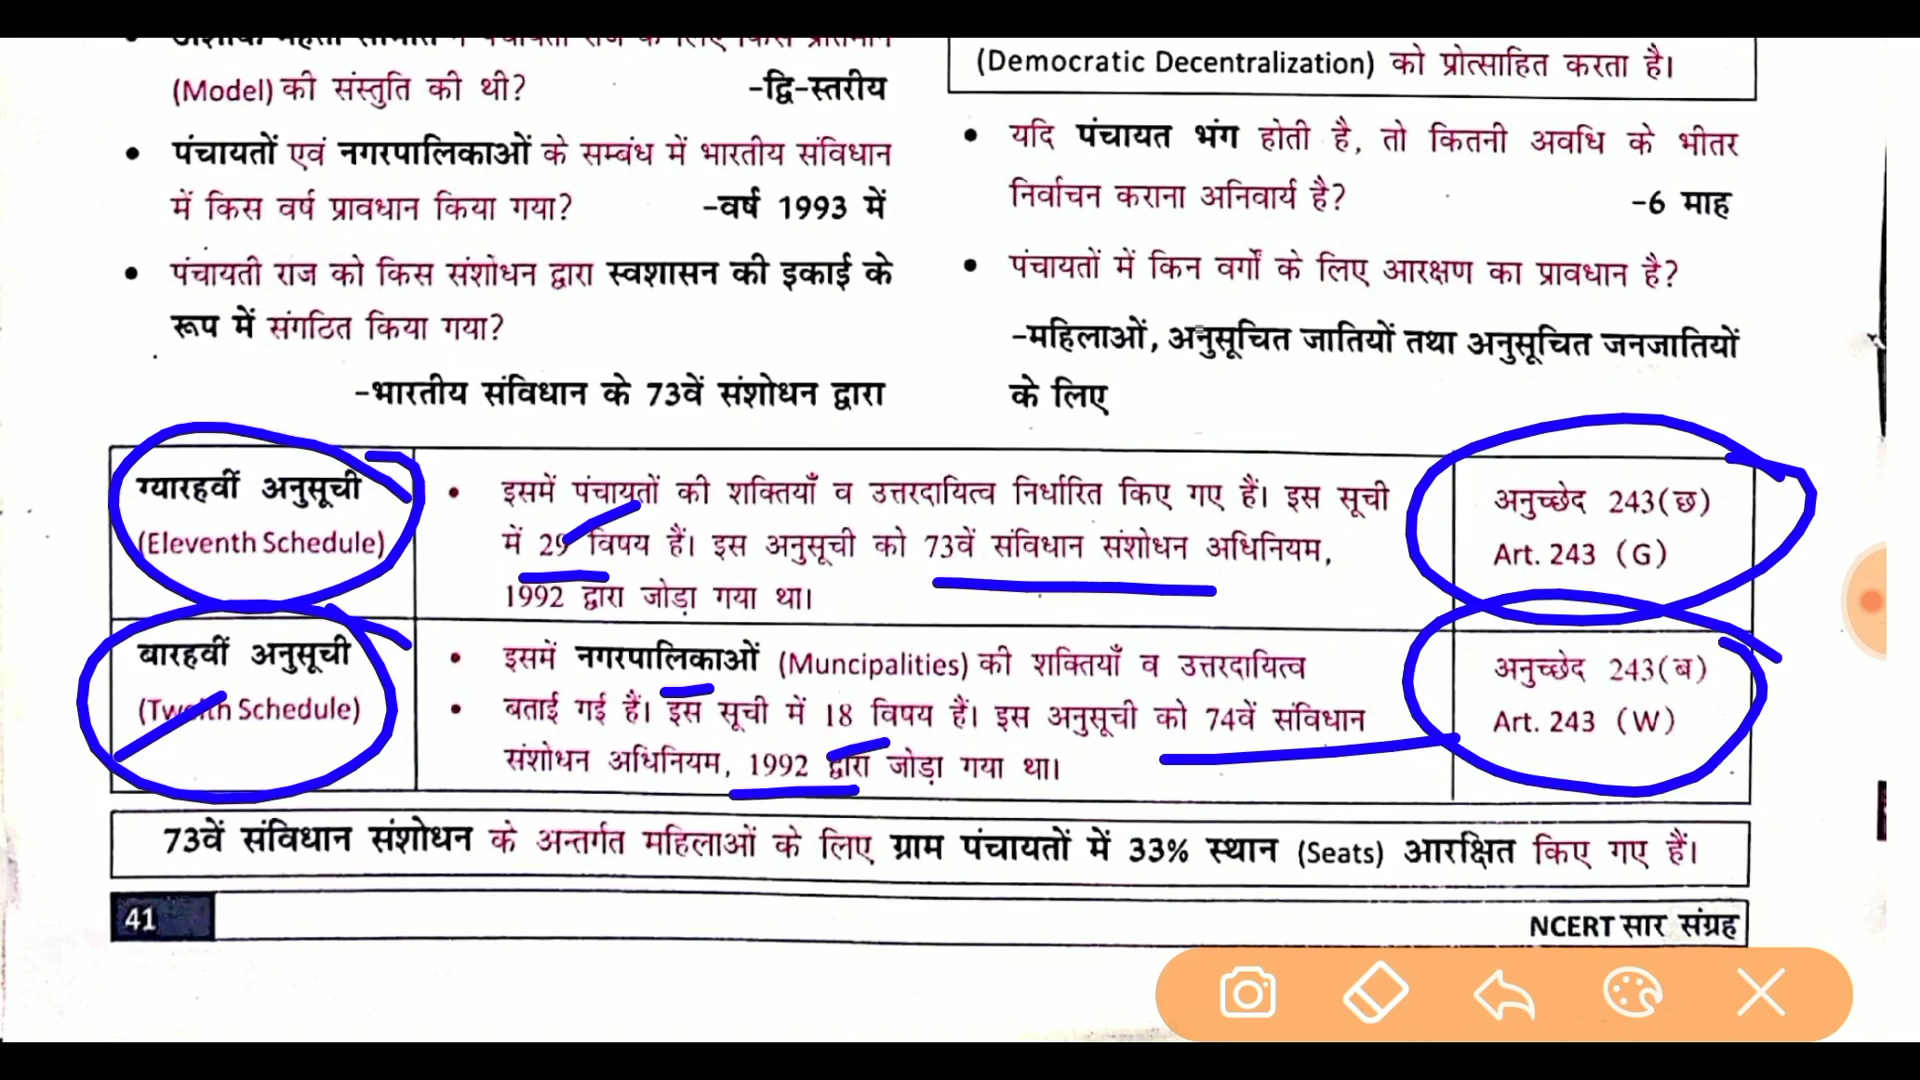 (Model) की संस्तुति की थी? -द्वि-स्तरीय
• पंचायतों एवं नगरपालिकाओं के सम्बंध में भारतीय संविधान
में किस वर्ष प्रावधान किया गया? -वर्ष 1993 में
• पंचायती राज को किस संशोधन द्वारा स्वशासन की इकाई के
रूप में संगठित किया गया?
-भारतीय संविधान के 73वें संशोधन द्वारा
(Democratic Decentralization) को प्रोत्साहित करता है।
• यदि पंचायत भंग होती है, तो कितनी अवधि के भीतर
निर्वाचन कराना अनिवार्य है? -6 माह
• पंचायतों में किन वर्गों के लिए आरक्षण का प्रावधान है?
-महिलाओं, अनुसूचित जातियों तथा अनुसूचित जनजातियों
के लिए
ग्यारहवीं अनुसूची
(Eleventh Schedule)
• इसमें पंचायतों की शक्तियाँ व उत्तरदायित्व निर्धारित किए गए हैं। इस सूची
में 29 विषय हैं। इस अनुसूची को 73वें संविधान संशोधन अधिनियम,
1992 द्वारा जोड़ा गया था।
अनुच्छेद 243(छ)
Art. 243 (G)
बारहवीं अनुसूची
(Twelth Schedule)
• इसमें नगरपालिकाओं (Muncipalities) की शक्तियाँ व उत्तरदायित्व
• बताई गई हैं। इस सूची में 18 विषय हैं। इस अनुसूची को 74वें संविधान
संशोधन अधिनियम, 1992 द्वारा जोड़ा गया था।
अनुच्छेद 243(ब)
Art. 243 (W)
73वें संविधान संशोधन के अन्तर्गत महिलाओं के लिए ग्राम पंचायतों में 33% स्थान (Seats) आरक्षित किए गए हैं।
41
NCERT सार संग्रह